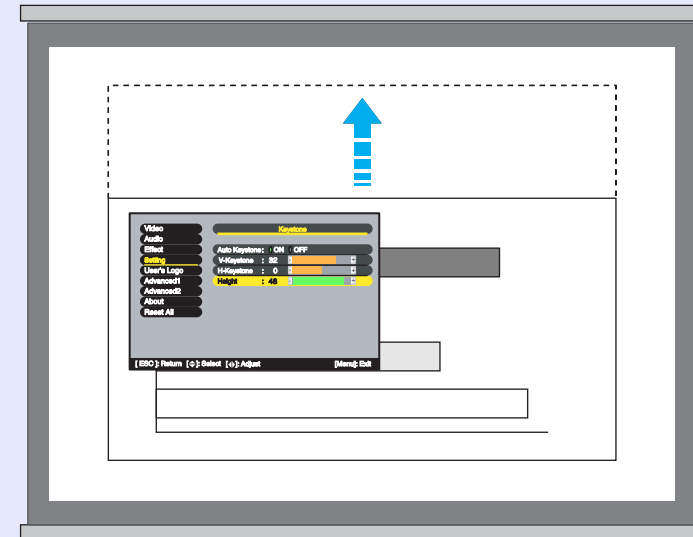 Video
Audio
Effect
Setting
User's Logo
Advanced1
Advanced2
About
Reset All
Keystone
Auto Keystone: ON OFF
V-Keystone : 32 - +
H-Keystone : 0 - +
Height : 48 - +
[ ESC ]: Return [ ]: Select [ ]: Adjust [Menu]: Exit